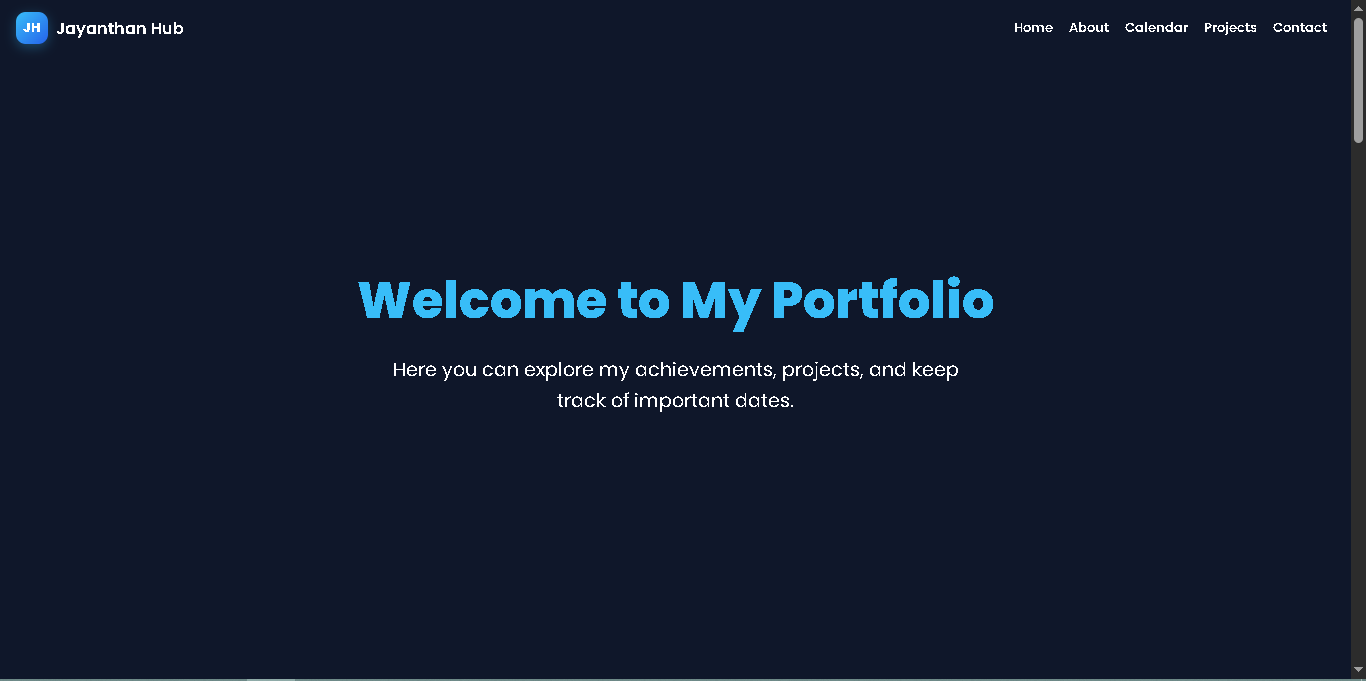 JH Jayanthan Hub Home About Calendar Projects Contact
Welcome to My Portfolio
Here you can explore my achievements, projects, and keep
track of important dates.